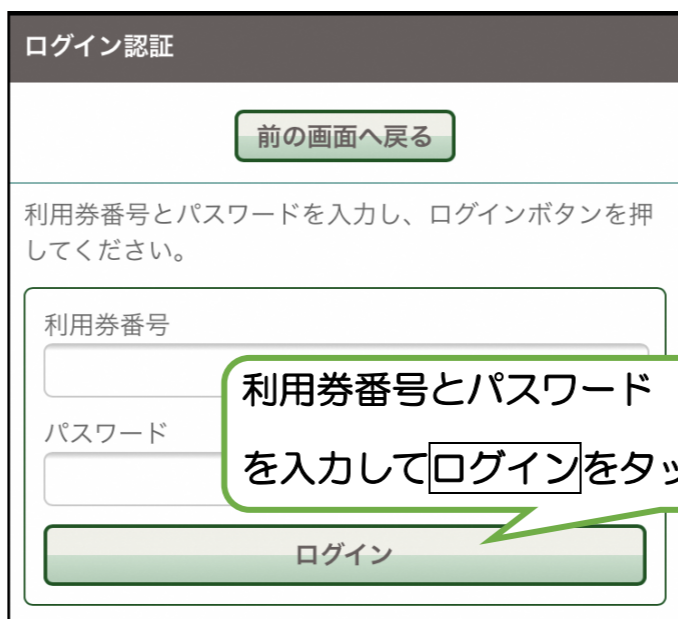 ログイン認証
前の画面へ戻る
利用券番号とパスワードを入力し、ログインボタンを押
してください。
利用券番号
利用券番号とパスワード
パスワード
を入力してログインをタッ
ログイン